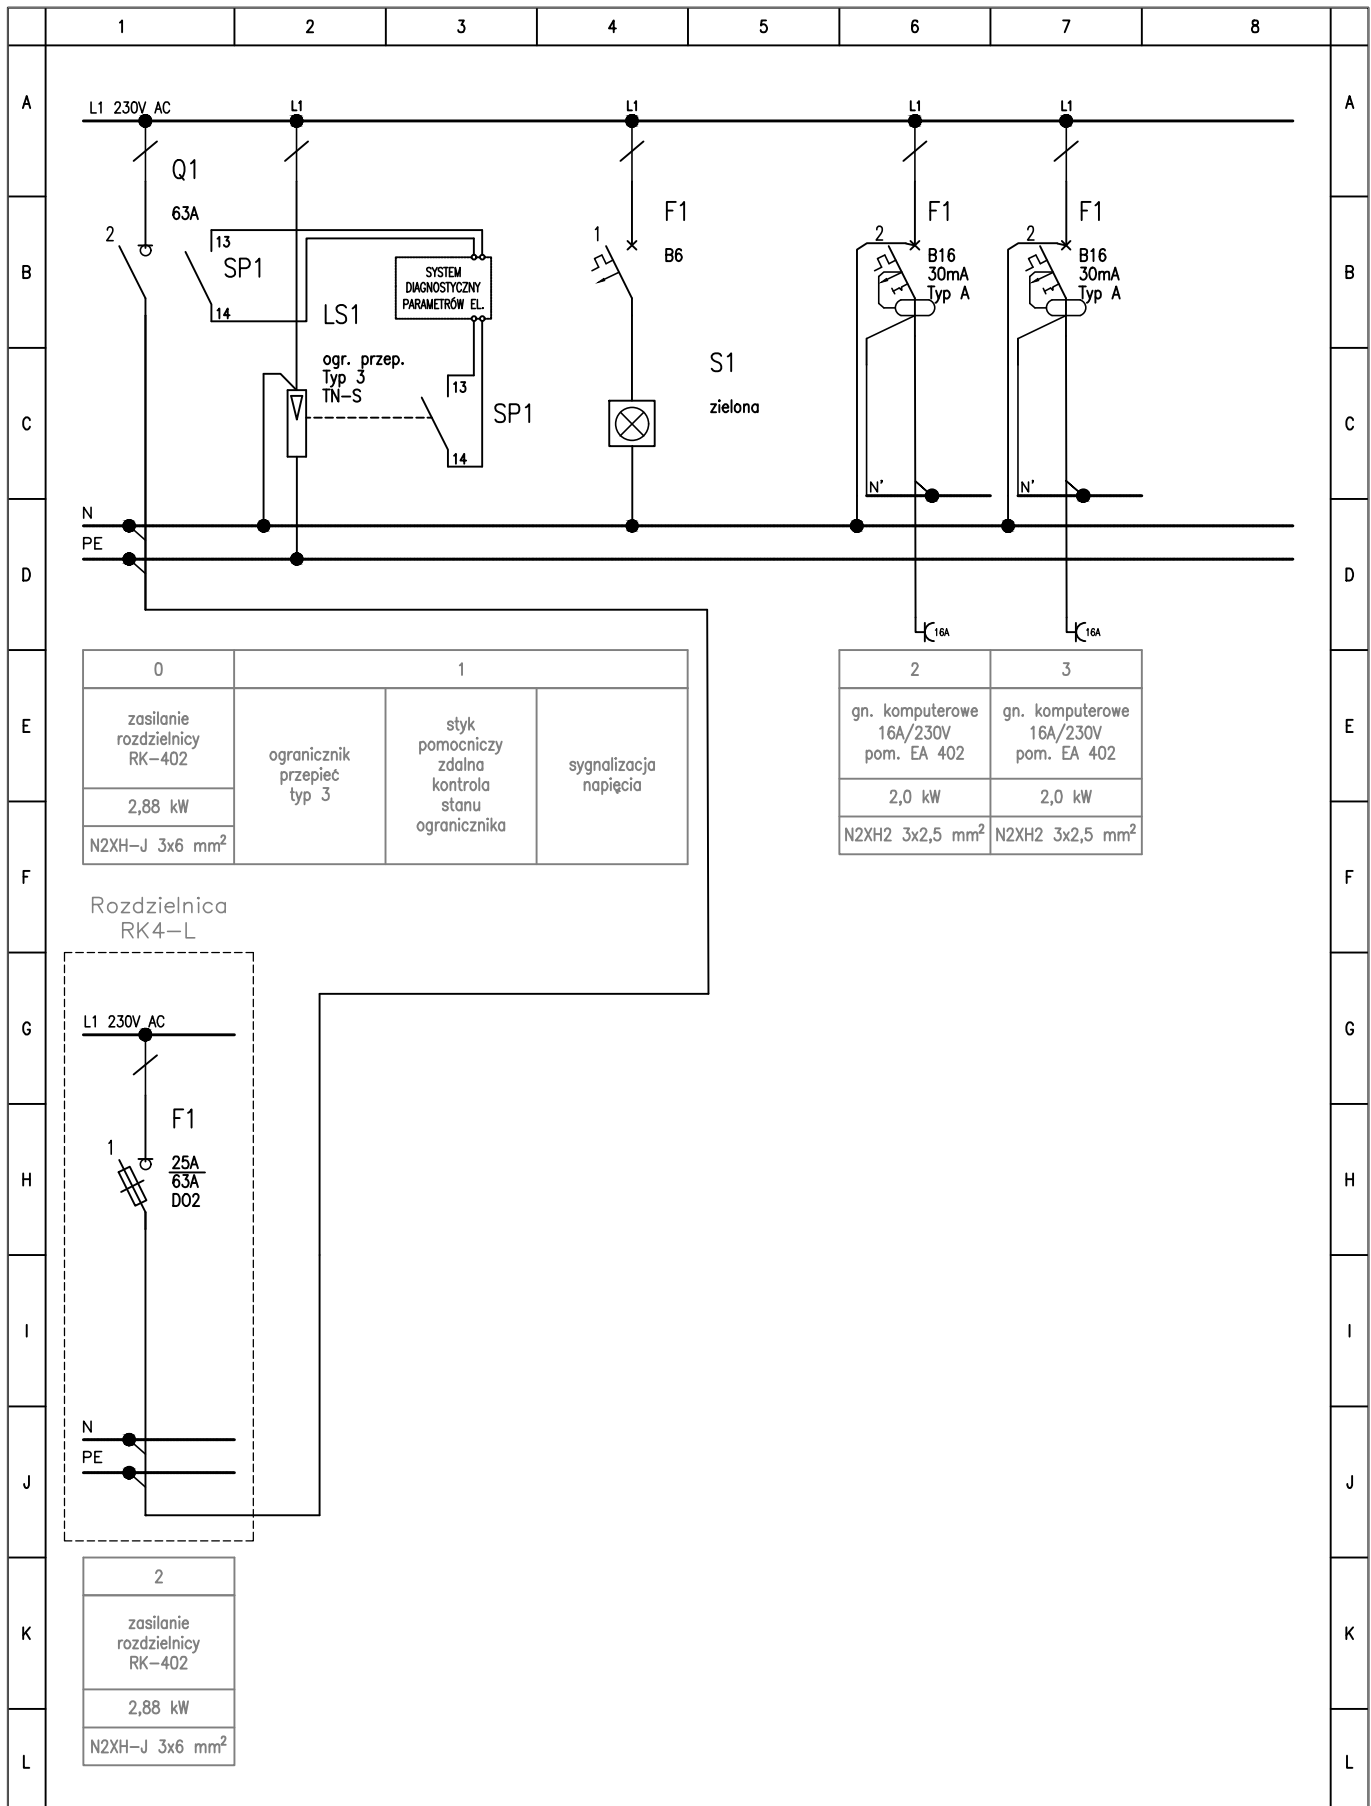 1 2 3 4 5 6 7 8
A A
L1 230V AC L1 L1 L1 L1
Q1
63A
2
13
SP1
14
SYSTEM
DIAGNOSTYCZNY
PARAMETRÓW EL.
LS1
ogr. przep.
Typ 3
TN-S
13
SP1
14
1
F1
B6
S1
zielona
2
F1
B16
30mA
Typ A
2
F1
B16
30mA
Typ A
B B
C C
N' N'
N
PE
D D
16A 16A
0 1 2 3
zasilanie
rozdzielnicy
RK-402
2,88 kW
N2XH-J 3x6 mm²
ogranicznik
przepieć
typ 3
styk
pomocniczy
zdalna
kontrola
stanu
ogranicznika
sygnalizacja
napięcia
gn. komputerowe
16A/230V
pom. EA 402
2,0 kW
N2XH2 3x2,5 mm²
gn. komputerowe
16A/230V
pom. EA 402
2,0 kW
N2XH2 3x2,5 mm²
E E
F F
Rozdzielnica
RK4-L
L1 230V AC
G G
F1
1
25A
63A
D02
H H
I I
N
PE
J J
2
zasilanie
rozdzielnicy
RK-402
2,88 kW
N2XH-J 3x6 mm²
K K
L L